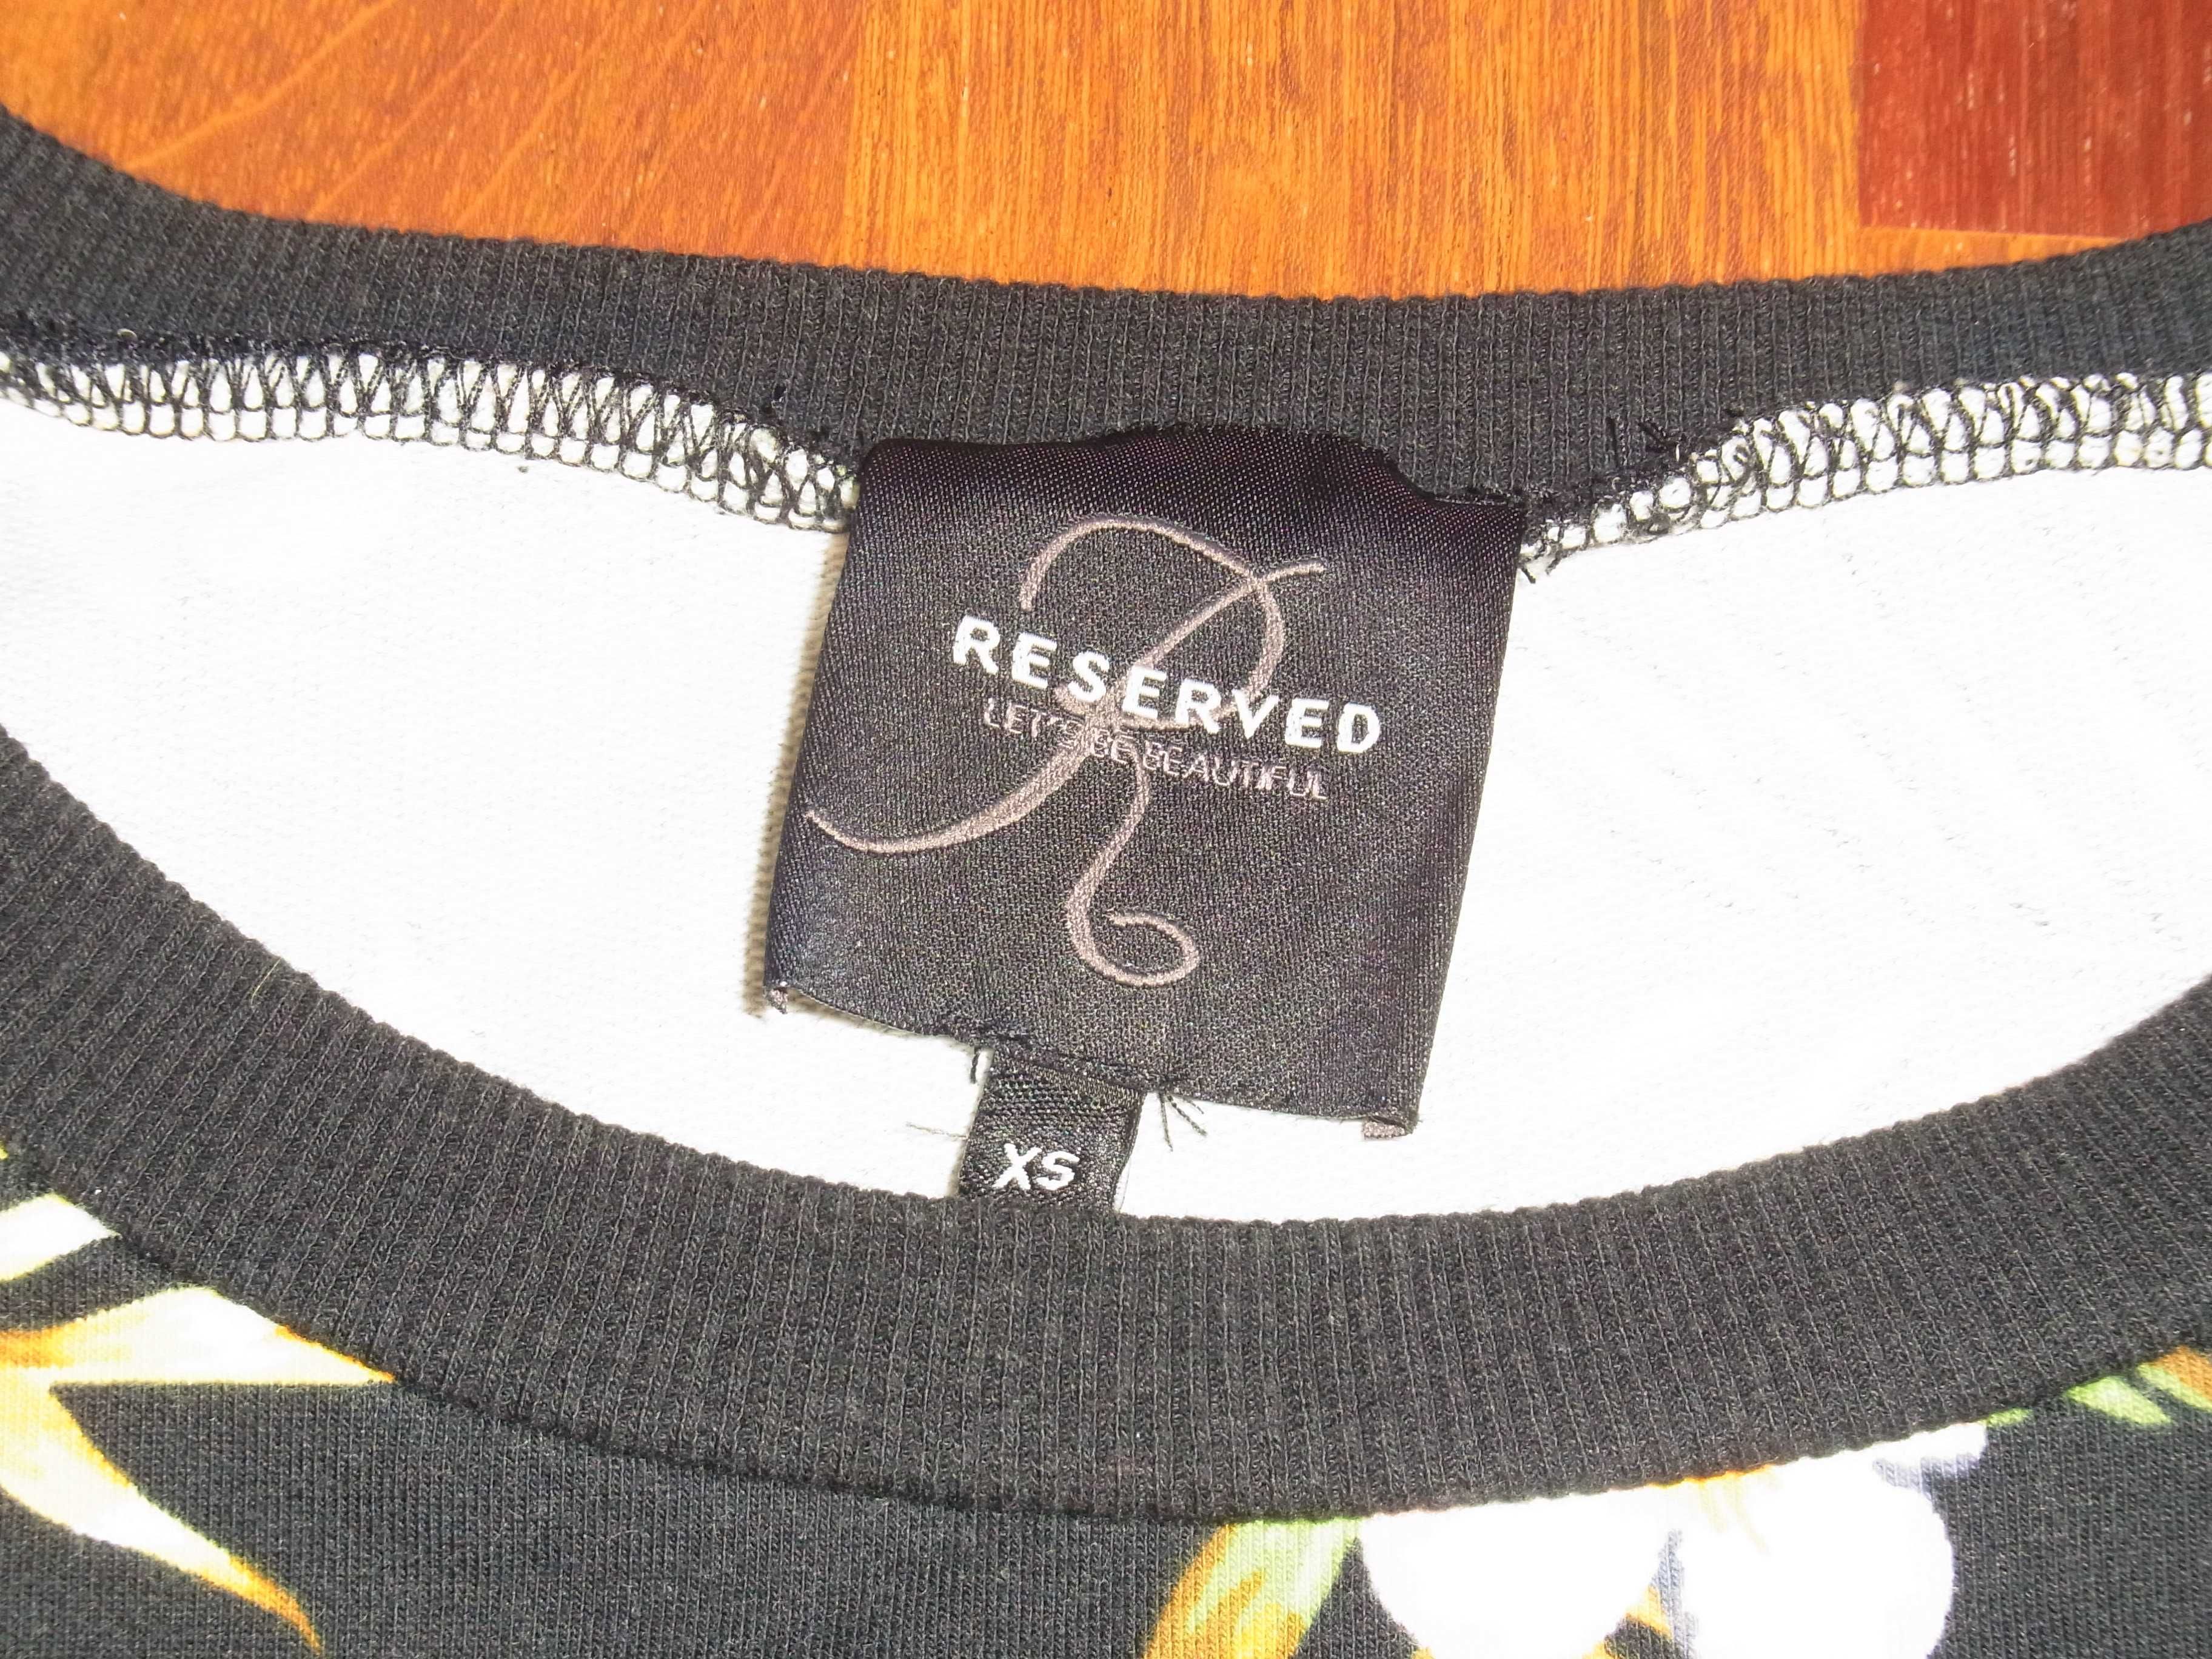 R
RESERVED
LET'S BE BEAUTIFUL
XS